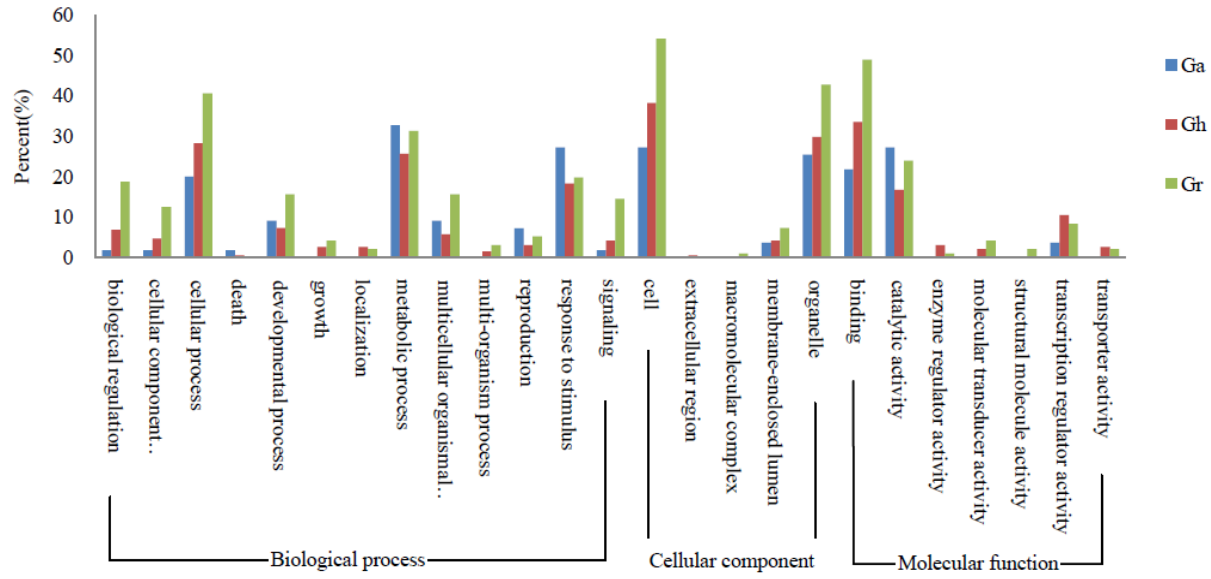 60
50
40
30
20
10
0
Percent(%)
Ga
Gh
Gr
biological regulation
cellular component…
cellular process
death
developmental process
growth
localization
metabolic process
multicellular organismal…
multi-organism process
reproduction
response to stimulus
signaling
cell
extracellular region
macromolecular complex
membrane-enclosed lumen
organelle
binding
catalytic activity
enzyme regulator activity
molecular transducer activity
structural molecule activity
transcription regulator activity
transporter activity
Biological process
Cellular component
Molecular function